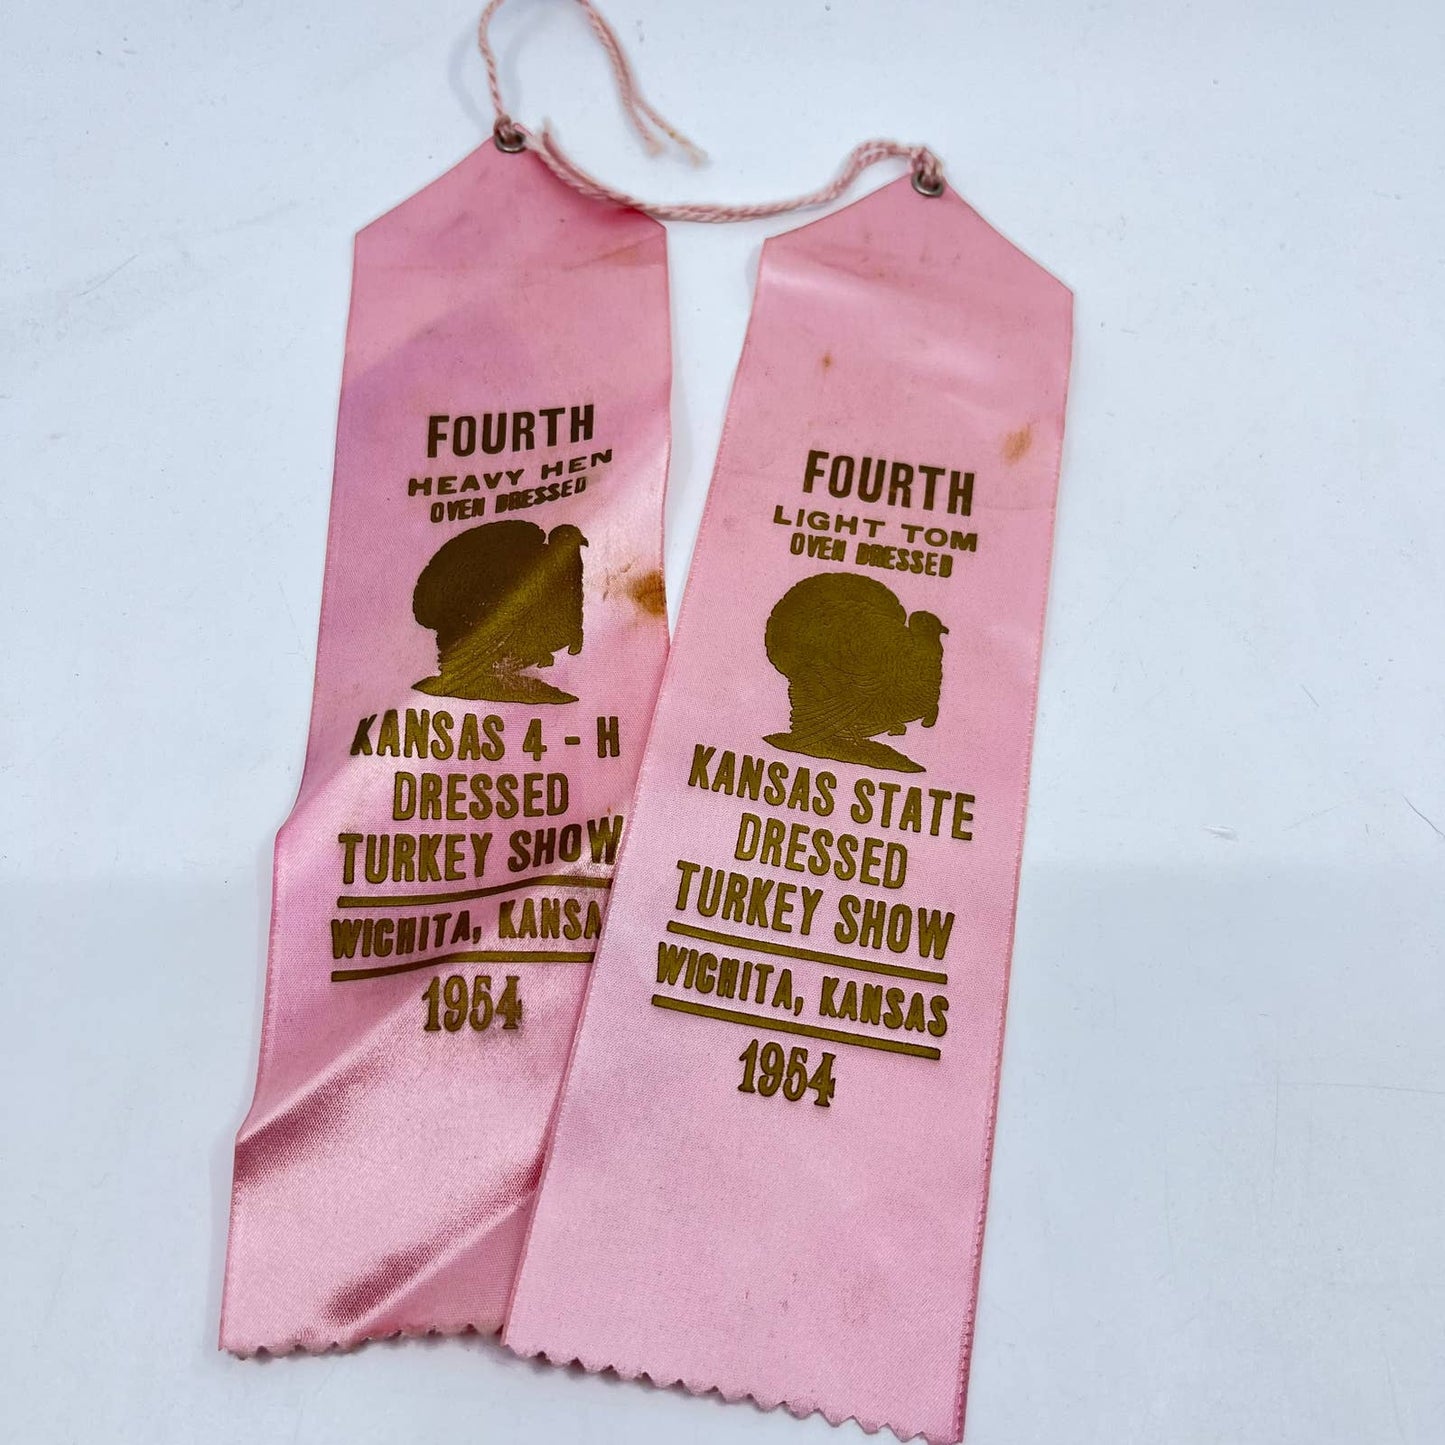 FOURTH
HEAVY HEN
OVEN DRESSED
KANSAS 4-H
DRESSED
TURKEY SHOW
WICHITA, KANSA
1954
FOURTH
LIGHT TOM
OVEN DRESSED
KANSAS STATE
DRESSED
TURKEY SHOW
WICHITA, KANSAS
1954